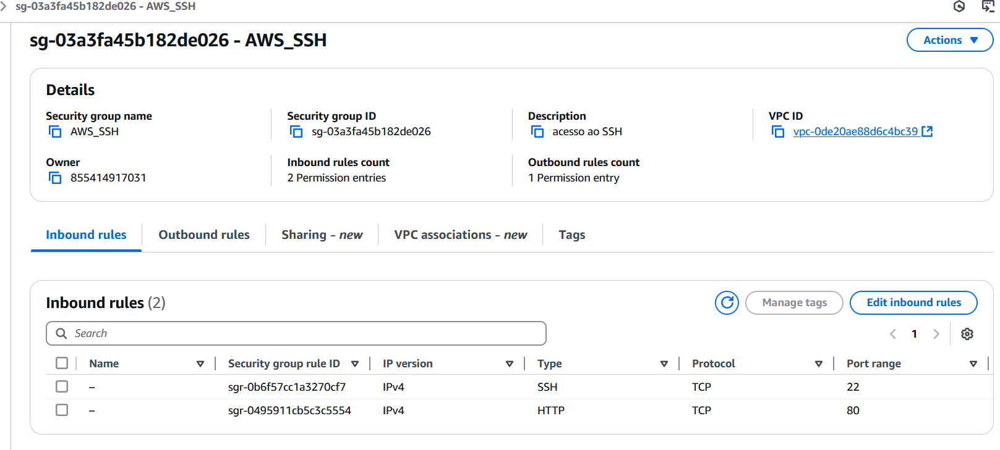 sg-03a3fa45b182de026 - AWS_SSH
sg-03a3fa45b182de026 - AWS_SSH
Actions
Details
Security group name
AWS_SSH
Security group ID
sg-03a3fa45b182de026
Description
acesso ao SSH
VPC ID
vpc-0de20ae88d6c4bc39
Owner
855414917031
Inbound rules count
2 Permission entries
Outbound rules count
1 Permission entry
Inbound rules Outbound rules Sharing - new VPC associations - new Tags
Inbound rules (2)
Manage tags
Edit inbound rules
Search
1
Name Security group rule ID IP version Type Protocol Port range
– sgr-0b6f57cc1a3270cf7 IPv4 SSH TCP 22
– sgr-0495911cb5c3c5554 IPv4 HTTP TCP 80